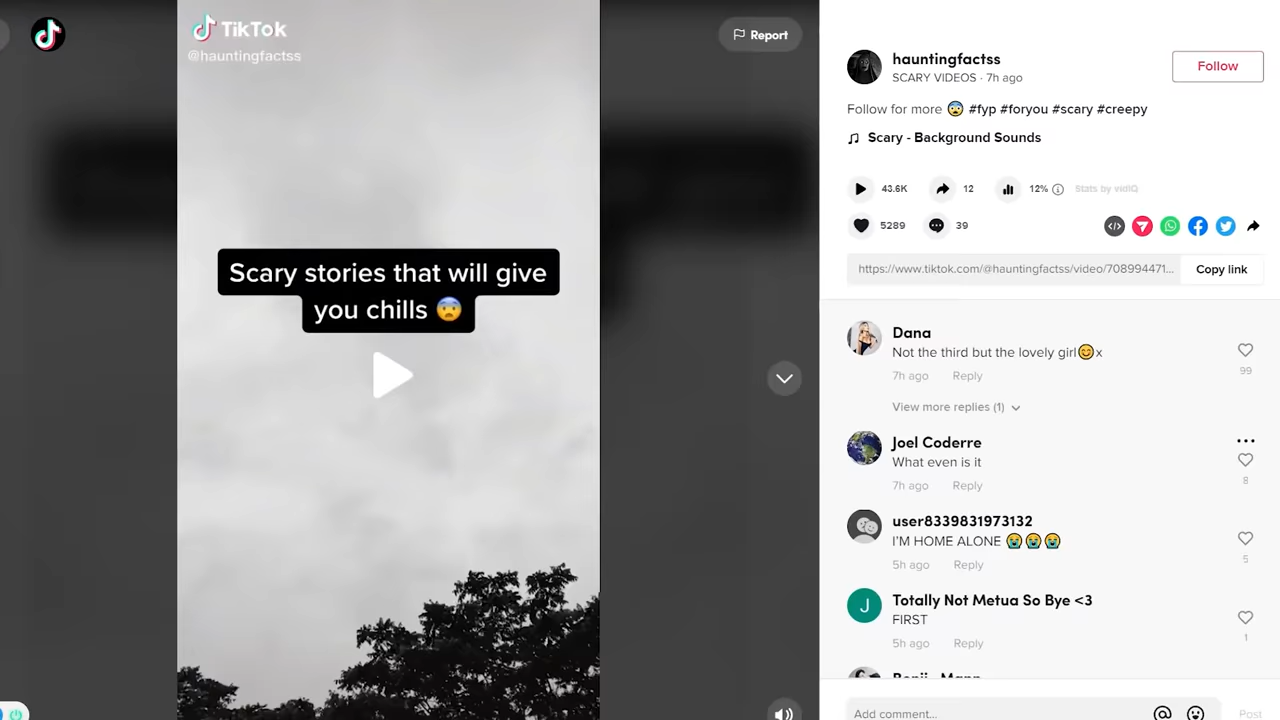 TikTok
@hauntingfactss
Report
Scary stories that will give
you chills 😨
hauntingfactss
SCARY VIDEOS · 7h ago
Follow
Follow for more 😨 #fyp #foryou #scary #creepy
Scary - Background Sounds
43.6K
12
12%
Stats by vidIQ
5289
39
https://www.tiktok.com/@hauntingfactss/video/708994471...
Copy link
Dana
Not the third but the lovely girl😊x
99
7h ago Reply
View more replies (1)
Joel Coderre
What even is it
8
7h ago Reply
user8339831973132
I'M HOME ALONE 😭😭😭
5
5h ago Reply
J
Totally Not Metua So Bye <3
FIRST
1
5h ago Reply
Add comment...
Post